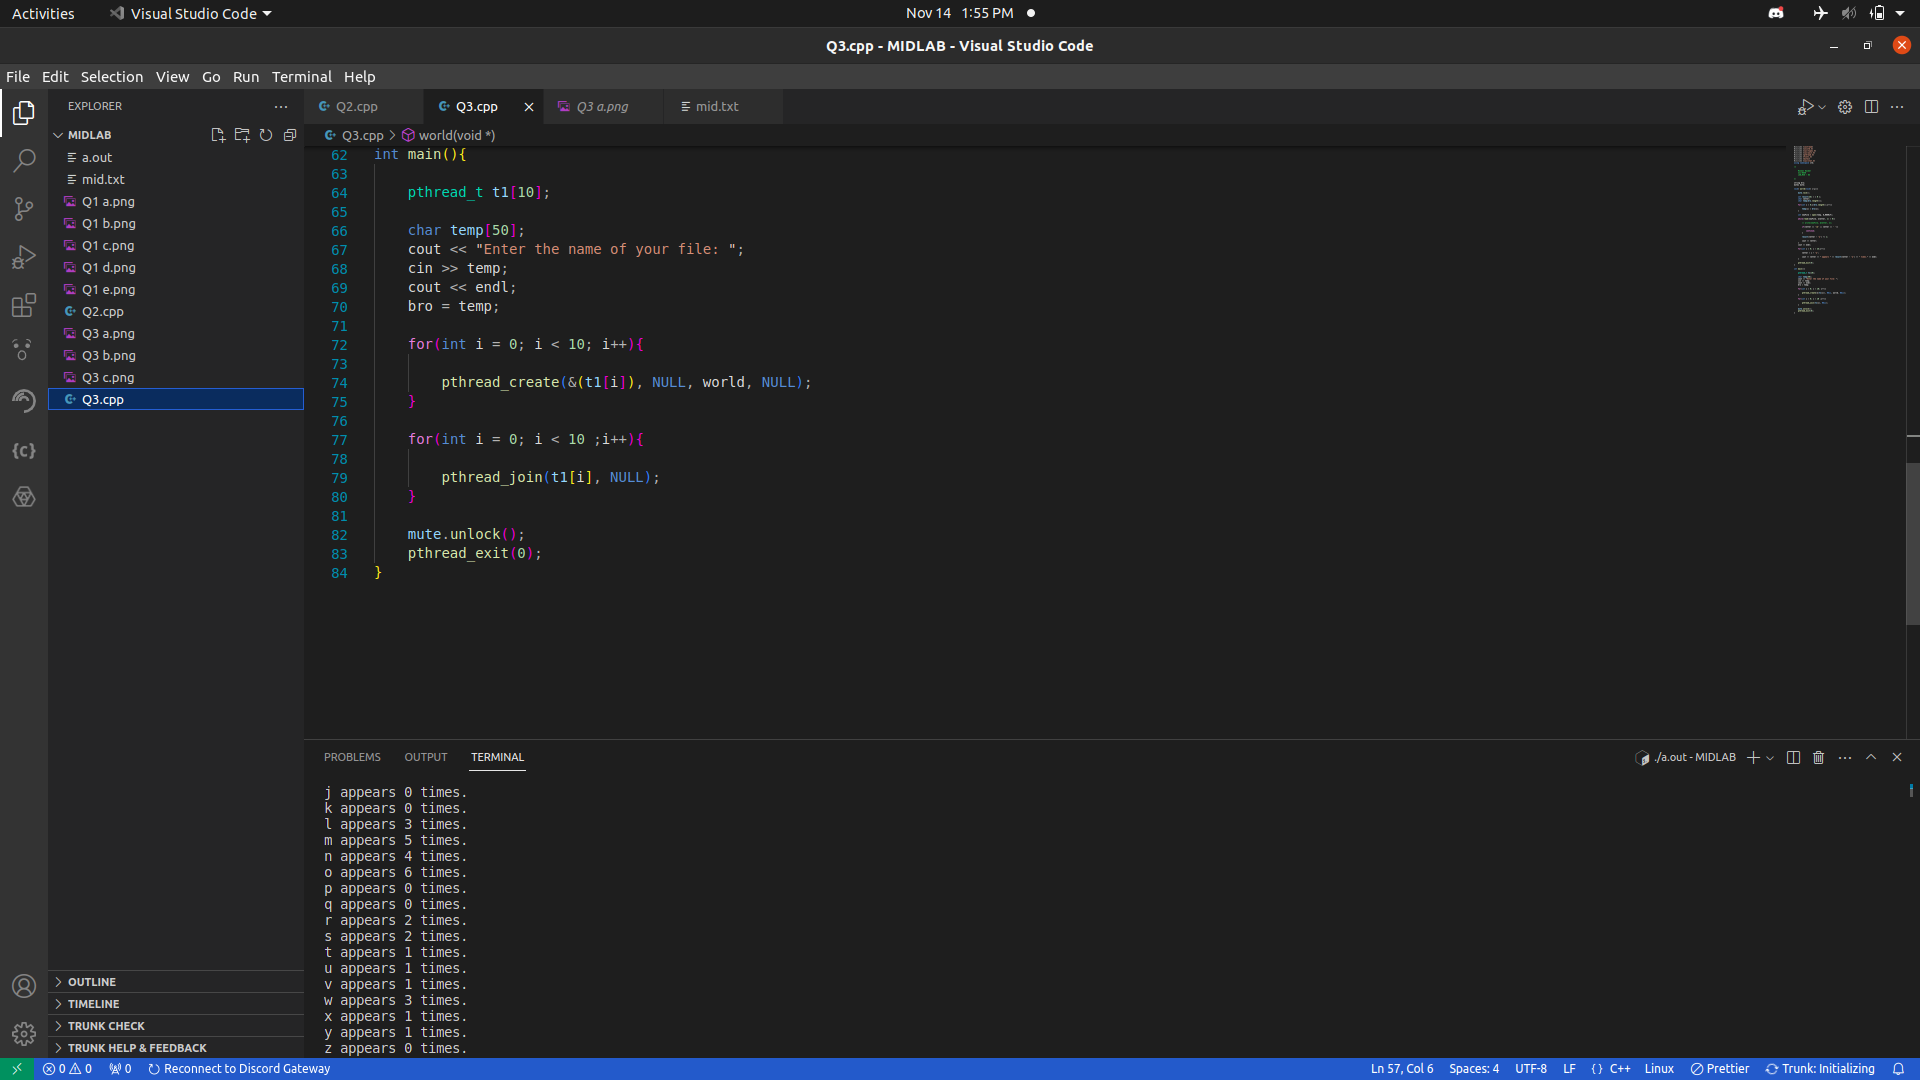 Activities
Visual Studio Code
Nov 14 1:55 PM
Q3.cpp - MIDLAB - Visual Studio Code
File Edit Selection View Go Run Terminal Help
EXPLORER
MIDLAB
a.out
mid.txt
Q1 a.png
Q1 b.png
Q1 c.png
Q1 d.png
Q1 e.png
Q2.cpp
Q3 a.png
Q3 b.png
Q3 c.png
Q3.cpp
OUTLINE
TIMELINE
TRUNK CHECK
TRUNK HELP & FEEDBACK
Q2.cpp Q3.cpp Q3 a.png mid.txt
Q3.cpp > world(void *)
62 int main(){
63
64 pthread_t t1[10];
65
66 char temp[50];
67 cout << "Enter the name of your file: ";
68 cin >> temp;
69 cout << endl;
70 bro = temp;
71
72 for(int i = 0; i < 10; i++){
73
74 pthread_create(&(t1[i]), NULL, world, NULL);
75 }
76
77 for(int i = 0; i < 10 ;i++){
78
79 pthread_join(t1[i], NULL);
80 }
81
82 mute.unlock();
83 pthread_exit(0);
84 }
PROBLEMS OUTPUT TERMINAL
./a.out - MIDLAB
j appears 0 times.
k appears 0 times.
l appears 3 times.
m appears 5 times.
n appears 4 times.
o appears 6 times.
p appears 0 times.
q appears 0 times.
r appears 2 times.
s appears 2 times.
t appears 1 times.
u appears 1 times.
v appears 1 times.
w appears 3 times.
x appears 1 times.
y appears 1 times.
z appears 0 times.
0 0 0 Reconnect to Discord Gateway
Ln 57, Col 6 Spaces: 4 UTF-8 LF {} C++ Linux Prettier Trunk: Initializing